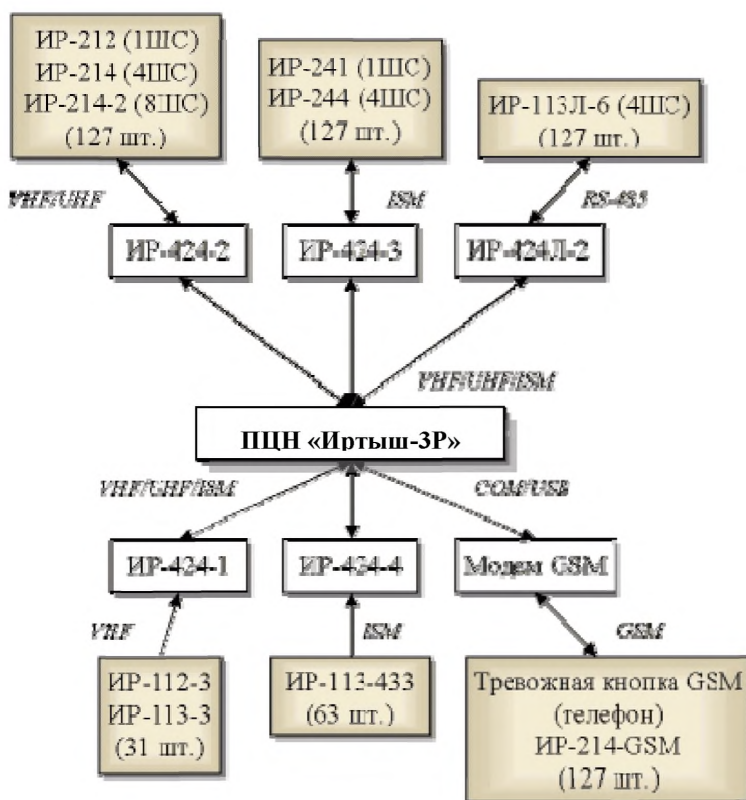 ИР-212 (1ШС)
ИР-214 (4ШС)
ИР-214-2 (8ШС)
(127 шт.)
ИР-241 (1ШС)
ИР-244 (4ШС)
(127 шт.)
ИР-113Л-6 (4ШС)
(127 шт.)
VHF/UHF
ISM
RS-485
ИР-424-2
ИР-424-3
ИР-424Л-2
VHF/UHF/ISM
ПЦН «Иртыш-3Р»
VHF/UHF/ISM
COM/USB
ИР-424-1
ИР-424-4
Модем GSM
VHF
ISM
GSM
ИР-112-3
ИР-113-3
(31 шт.)
ИР-113-433
(63 шт.)
Тревожная кнопка GSM
(телефон)
ИР-214-GSM
(127 шт.)